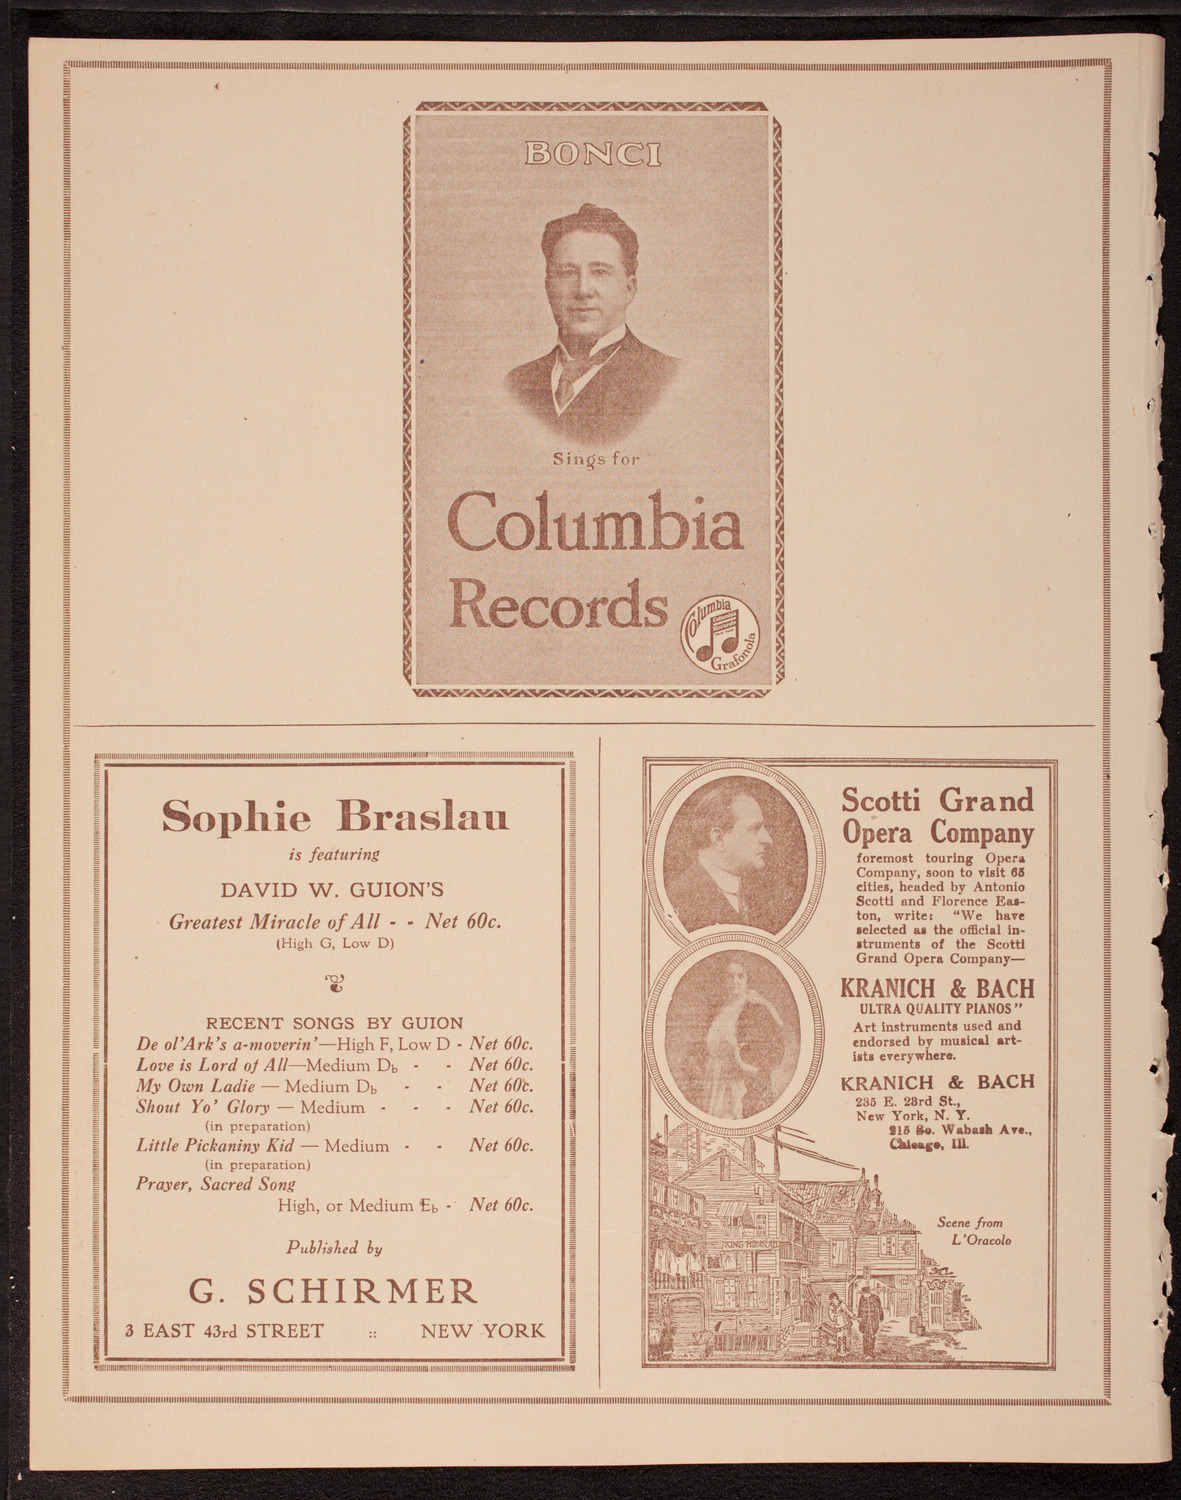 BONCI
Sings for
Columbia
Records
Columbia
Grafonola
Sophie Braslau
is featuring
DAVID W. GUION'S
Greatest Miracle of All - - Net 60c.
(High G, Low D)
RECENT SONGS BY GUION
De ol' Ark's a-moverin'—High F, Low D - Net 60c.
Love is Lord of All—Medium D♭ - - Net 60c.
My Own Ladie — Medium D♭ - - Net 60c.
Shout Yo' Glory — Medium - - - Net 60c.
(in preparation)
Little Pickaniny Kid — Medium - - Net 60c.
(in preparation)
Prayer, Sacred Song
High, or Medium E♭ - Net 60c.
Published by
G. SCHIRMER
3 EAST 43rd STREET :: NEW YORK
Scotti Grand
Opera Company
foremost touring Opera
Company, soon to visit 65
cities, headed by Antonio
Scotti and Florence Eas-
ton, write: "We have
selected as the official in-
struments of the Scotti
Grand Opera Company—
KRANICH & BACH
ULTRA QUALITY PIANOS"
Art instruments used and
endorsed by musical art-
ists everywhere.
KRANICH & BACH
235 E. 23rd St.,
New York, N. Y.
215 So. Wabash Ave.,
Chicago, Ill.
Scene from
L'Oracolo